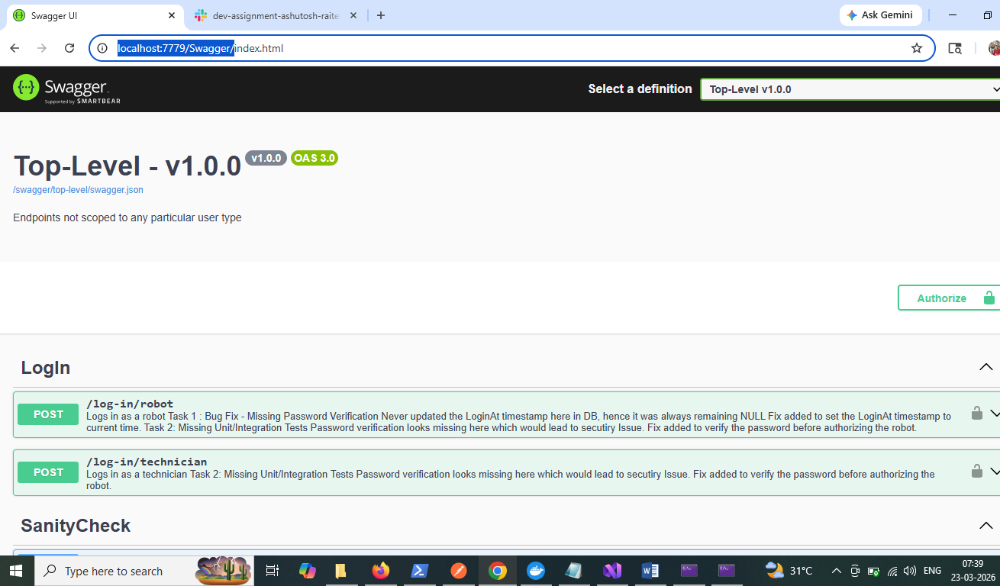 Swagger UI
dev-assignment-ashutosh-raite
Ask Gemini
localhost:7779/Swagger/index.html
Swagger
Supported by SMARTBEAR
Select a definition
Top-Level v1.0.0
Top-Level - v1.0.0
v1.0.0
OAS 3.0
/swagger/top-level/swagger.json
Endpoints not scoped to any particular user type
Authorize
LogIn
POST
/log-in/robot
Logs in as a robot Task 1 : Bug Fix - Missing Password Verification Never updated the LoginAt timestamp here in DB, hence it was always remaining NULL Fix added to set the LoginAt timestamp to
current time. Task 2: Missing Unit/Integration Tests Password verification looks missing here which would lead to secutiry Issue. Fix added to verify the password before authorizing the robot.
POST
/log-in/technician
Logs in as a technician Task 2: Missing Unit/Integration Tests Password verification looks missing here which would lead to secutiry Issue. Fix added to verify the password before authorizing the
robot.
SanityCheck
Type here to search
31°C
ENG
07:39
23-03-2026